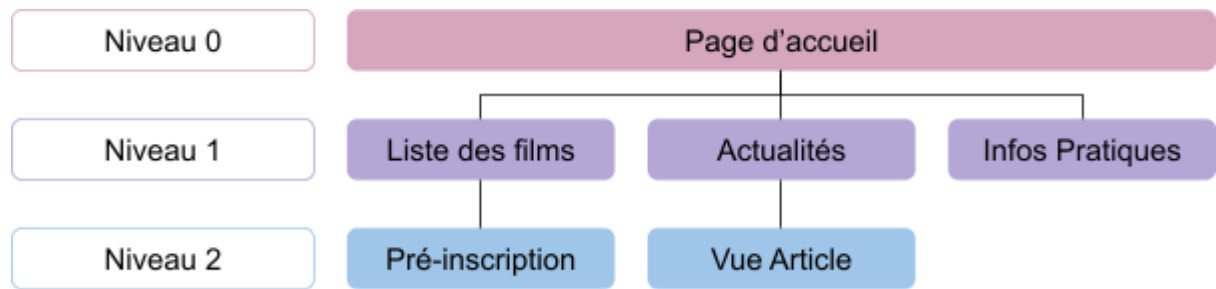 Niveau 0
Page d’accueil
Niveau 1
Liste des films
Actualités
Infos Pratiques
Niveau 2
Pré-inscription
Vue Article